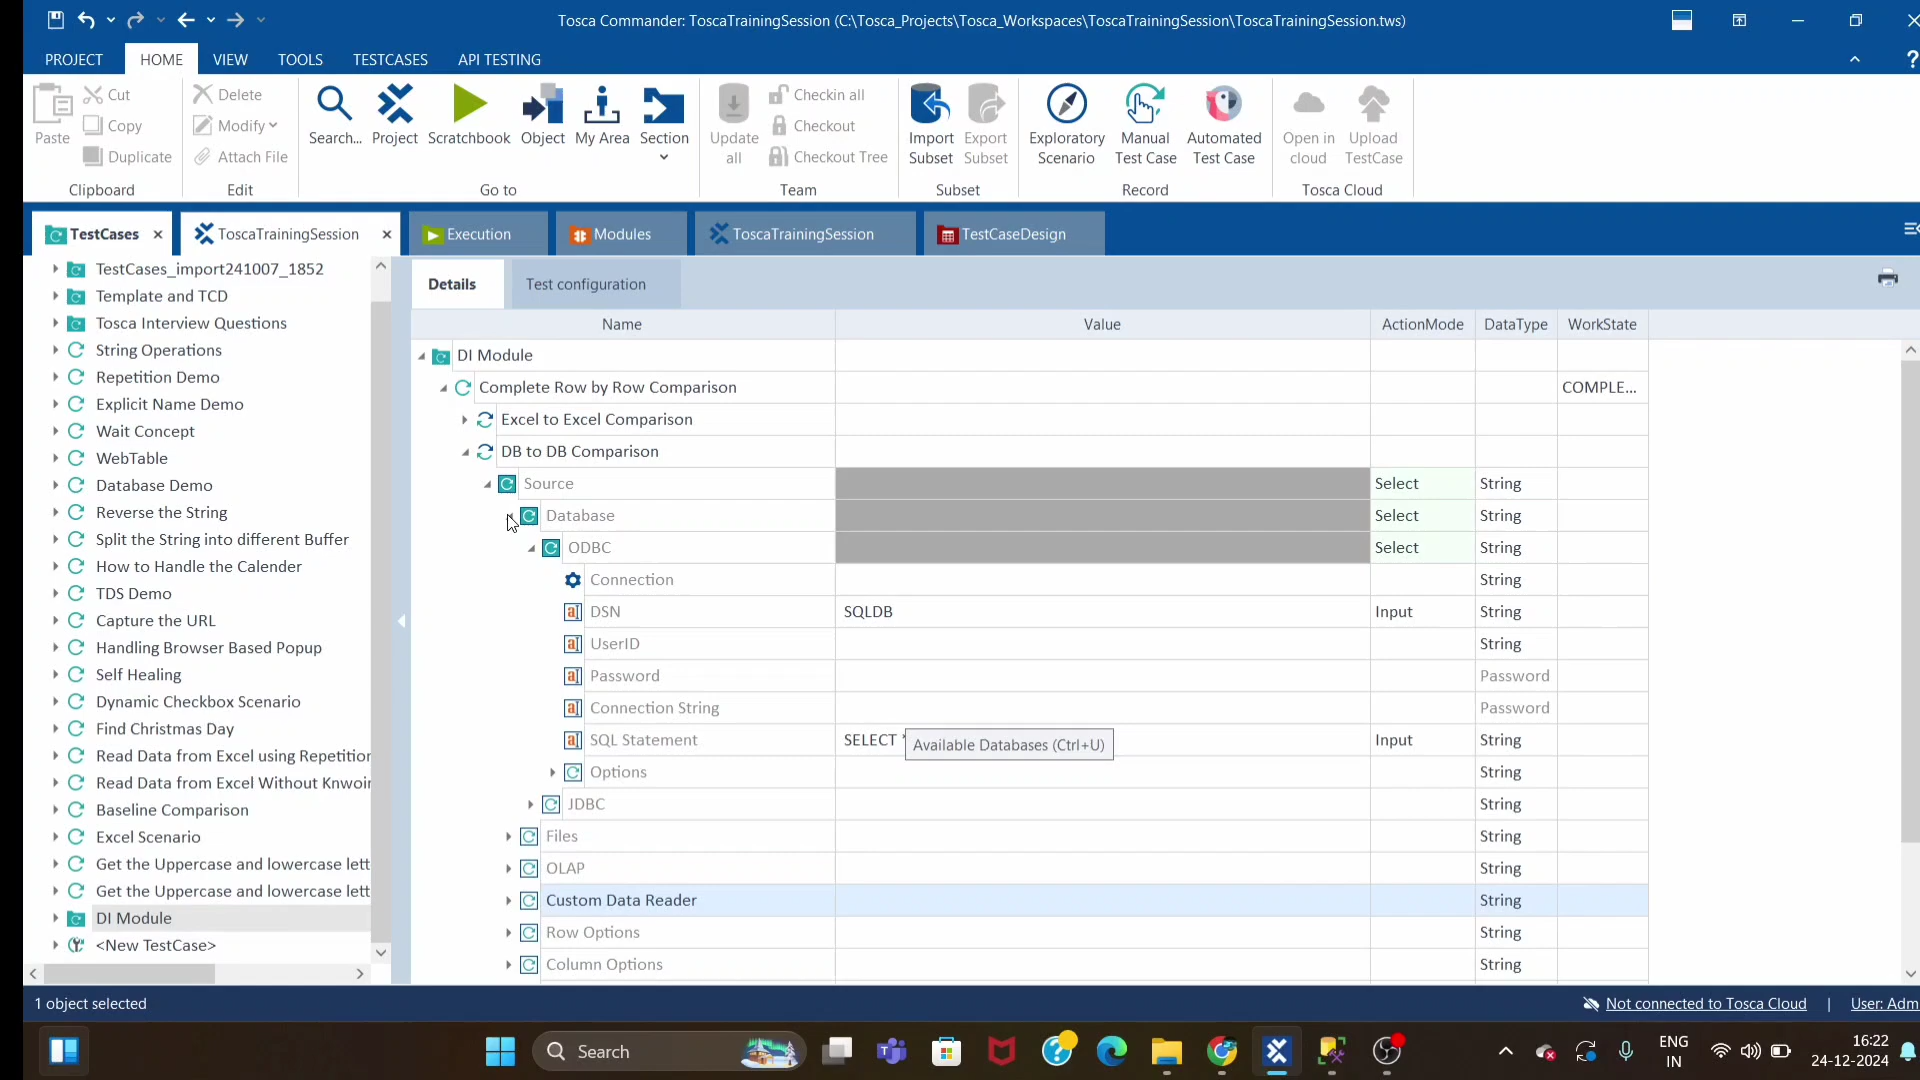 Tosca Commander: ToscaTrainingSession (C:\Tosca_Projects\Tosca_Workspaces\ToscaTrainingSession\ToscaTrainingSession.tws)
PROJECT HOME VIEW TOOLS TESTCASES API TESTING
Paste
Cut
Copy
Duplicate
Clipboard
Delete
Modify
Attach File
Edit
Search...
Project
Scratchbook
Object
My Area
Section
Go to
Update all
Checkin all
Checkout
Checkout Tree
Team
Import Subset
Export Subset
Subset
Exploratory Scenario
Manual Test Case
Automated Test Case
Record
Open in cloud
Upload TestCase
Tosca Cloud
TestCases
ToscaTrainingSession
Execution
Modules
ToscaTrainingSession
TestCaseDesign
TestCases_import241007_1852
Template and TCD
Tosca Interview Questions
String Operations
Repetition Demo
Explicit Name Demo
Wait Concept
WebTable
Database Demo
Reverse the String
Split the String into different Buffer
How to Handle the Calender
TDS Demo
Capture the URL
Handling Browser Based Popup
Self Healing
Dynamic Checkbox Scenario
Find Christmas Day
Read Data from Excel using Repetition
Read Data from Excel Without Knwoi
Baseline Comparison
Excel Scenario
Get the Uppercase and lowercase lett
Get the Uppercase and lowercase lett
DI Module
<New TestCase>
Details
Test configuration
Name Value ActionMode DataType WorkState
DI Module
Complete Row by Row Comparison COMPLE...
Excel to Excel Comparison
DB to DB Comparison
Source Select String
Database Select String
ODBC Select String
Connection String
DSN SQLDB Input String
UserID String
Password Password
Connection String Password
SQL Statement SELECT Input String
Available Databases (Ctrl+U)
Options String
JDBC String
Files String
OLAP String
Custom Data Reader String
Row Options String
Column Options String
1 object selected
Not connected to Tosca Cloud | User: Adm
Search
ENG
IN
16:22
24-12-2024